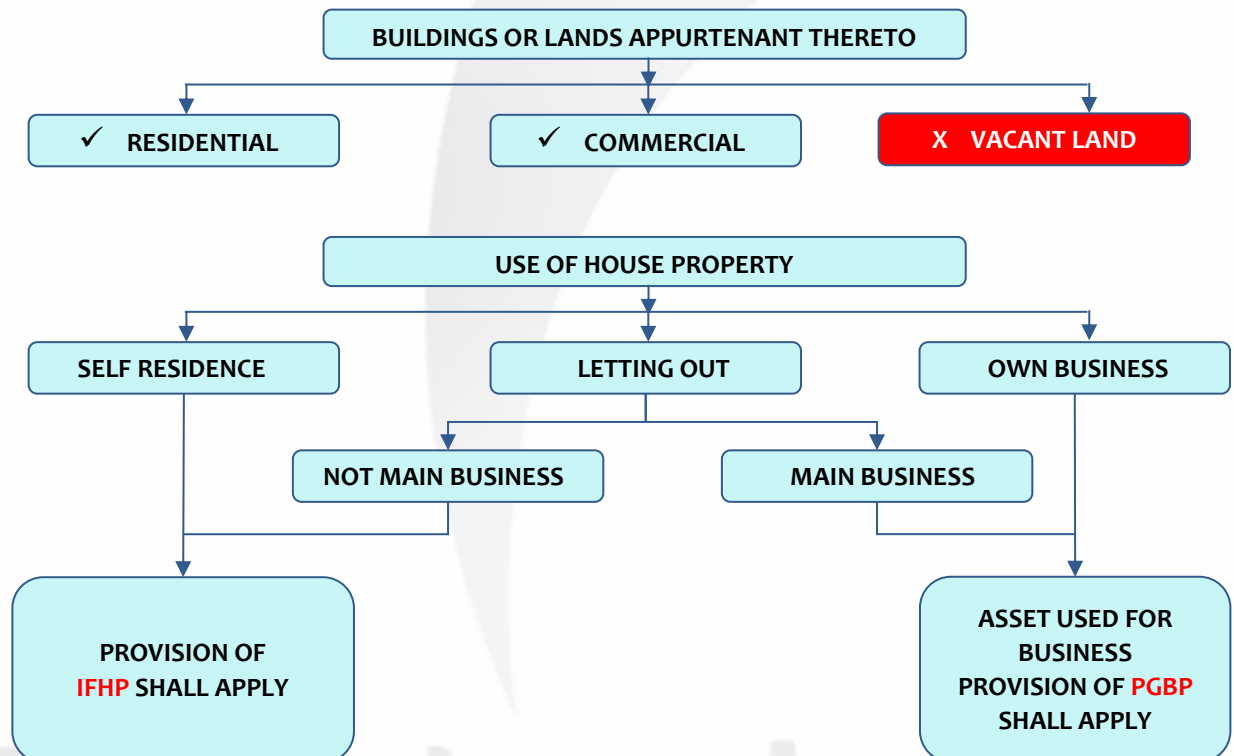 BUILDINGS OR LANDS APPURTENANT THERETO
✓ RESIDENTIAL
✓ COMMERCIAL
X VACANT LAND
USE OF HOUSE PROPERTY
SELF RESIDENCE
LETTING OUT
OWN BUSINESS
NOT MAIN BUSINESS
MAIN BUSINESS
PROVISION OF
IFHP SHALL APPLY
ASSET USED FOR
BUSINESS
PROVISION OF PGBP
SHALL APPLY